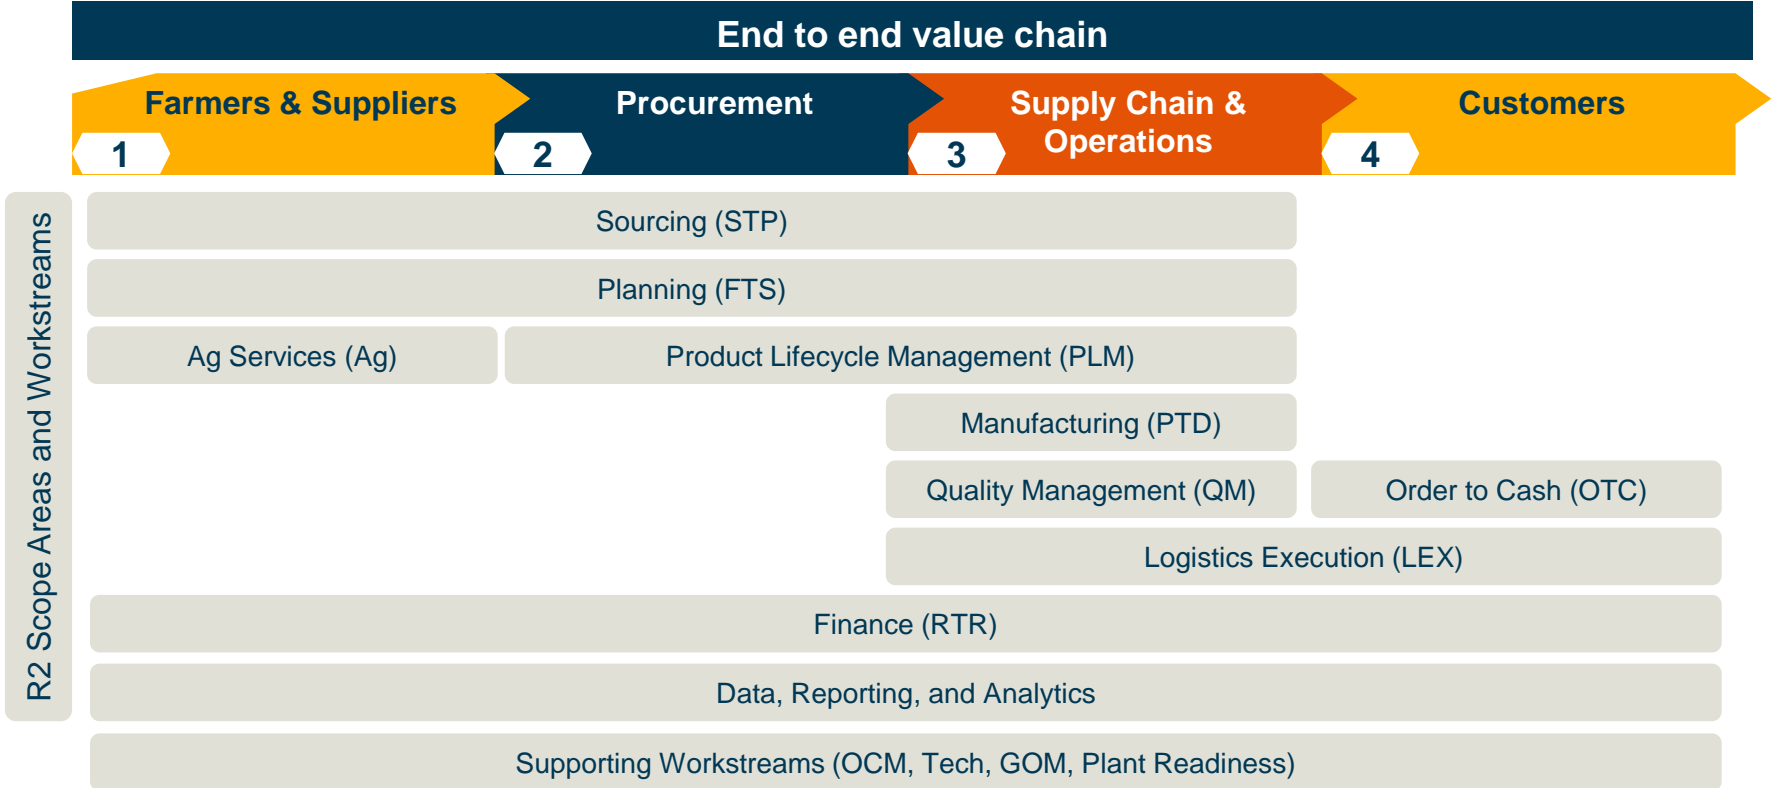 End to end value chain
Farmers & Suppliers
1
Procurement
2
Supply Chain &
Operations
3
Customers
4
R2 Scope Areas and Workstreams
Sourcing (STP)
Planning (FTS)
Ag Services (Ag)
Product Lifecycle Management (PLM)
Manufacturing (PTD)
Quality Management (QM)
Order to Cash (OTC)
Logistics Execution (LEX)
Finance (RTR)
Data, Reporting, and Analytics
Supporting Workstreams (OCM, Tech, GOM, Plant Readiness)